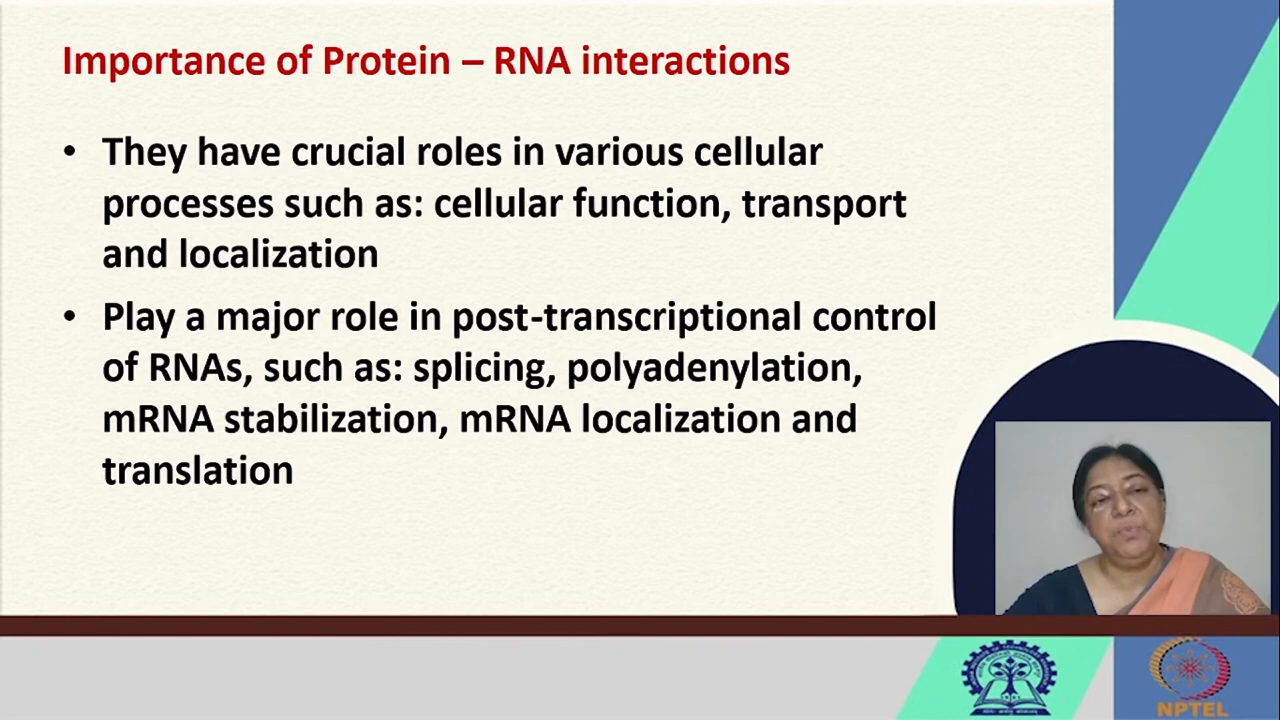 Importance of Protein – RNA interactions
• They have crucial roles in various cellular
processes such as: cellular function, transport
and localization
• Play a major role in post-transcriptional control
of RNAs, such as: splicing, polyadenylation,
mRNA stabilization, mRNA localization and
translation
NPTEL